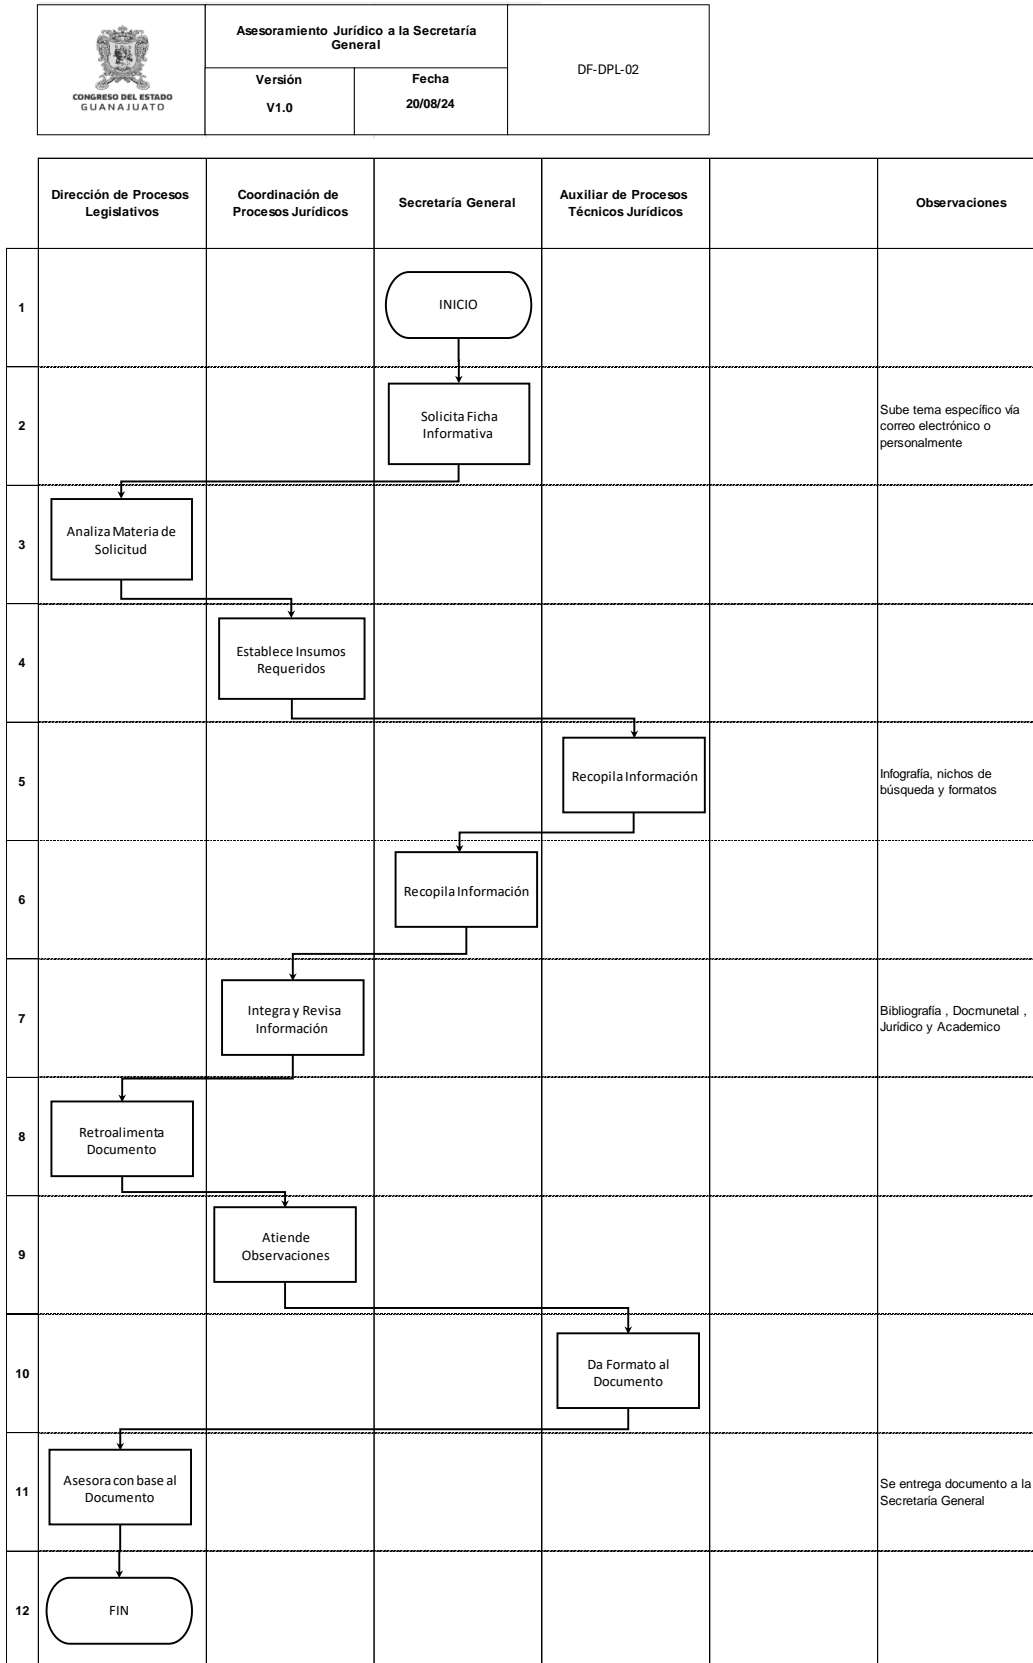 CONGRESO DEL ESTADO
GUANAJUATO
Asesoramiento Jurídico a la Secretaría
General
Versión
V1.0
Fecha
20/08/24
DF-DPL-02
Dirección de Procesos
Legislativos
Coordinación de
Procesos Jurídicos
Secretaría General
Auxiliar de Procesos
Técnicos Jurídicos
Observaciones
1
INICIO
2
Solicita Ficha
Informativa
Sube tema específico vía
correo electrónico o
personalmente
3
Analiza Materia de
Solicitud
4
Establece Insumos
Requeridos
5
Recopila Información
Infografía, nichos de
búsqueda y formatos
6
Recopila Información
7
Integra y Revisa
Información
Bibliografía , Docmunetal ,
Jurídico y Academico
8
Retroalimenta
Documento
9
Atiende
Observaciones
10
Da Formato al
Documento
11
Asesora con base al
Documento
Se entrega documento a la
Secretaría General
12
FIN